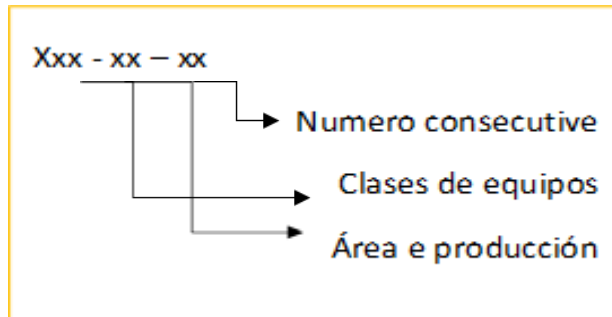 Xxx - xx – xx
Numero consecutive
Clases de equipos
Área e producción